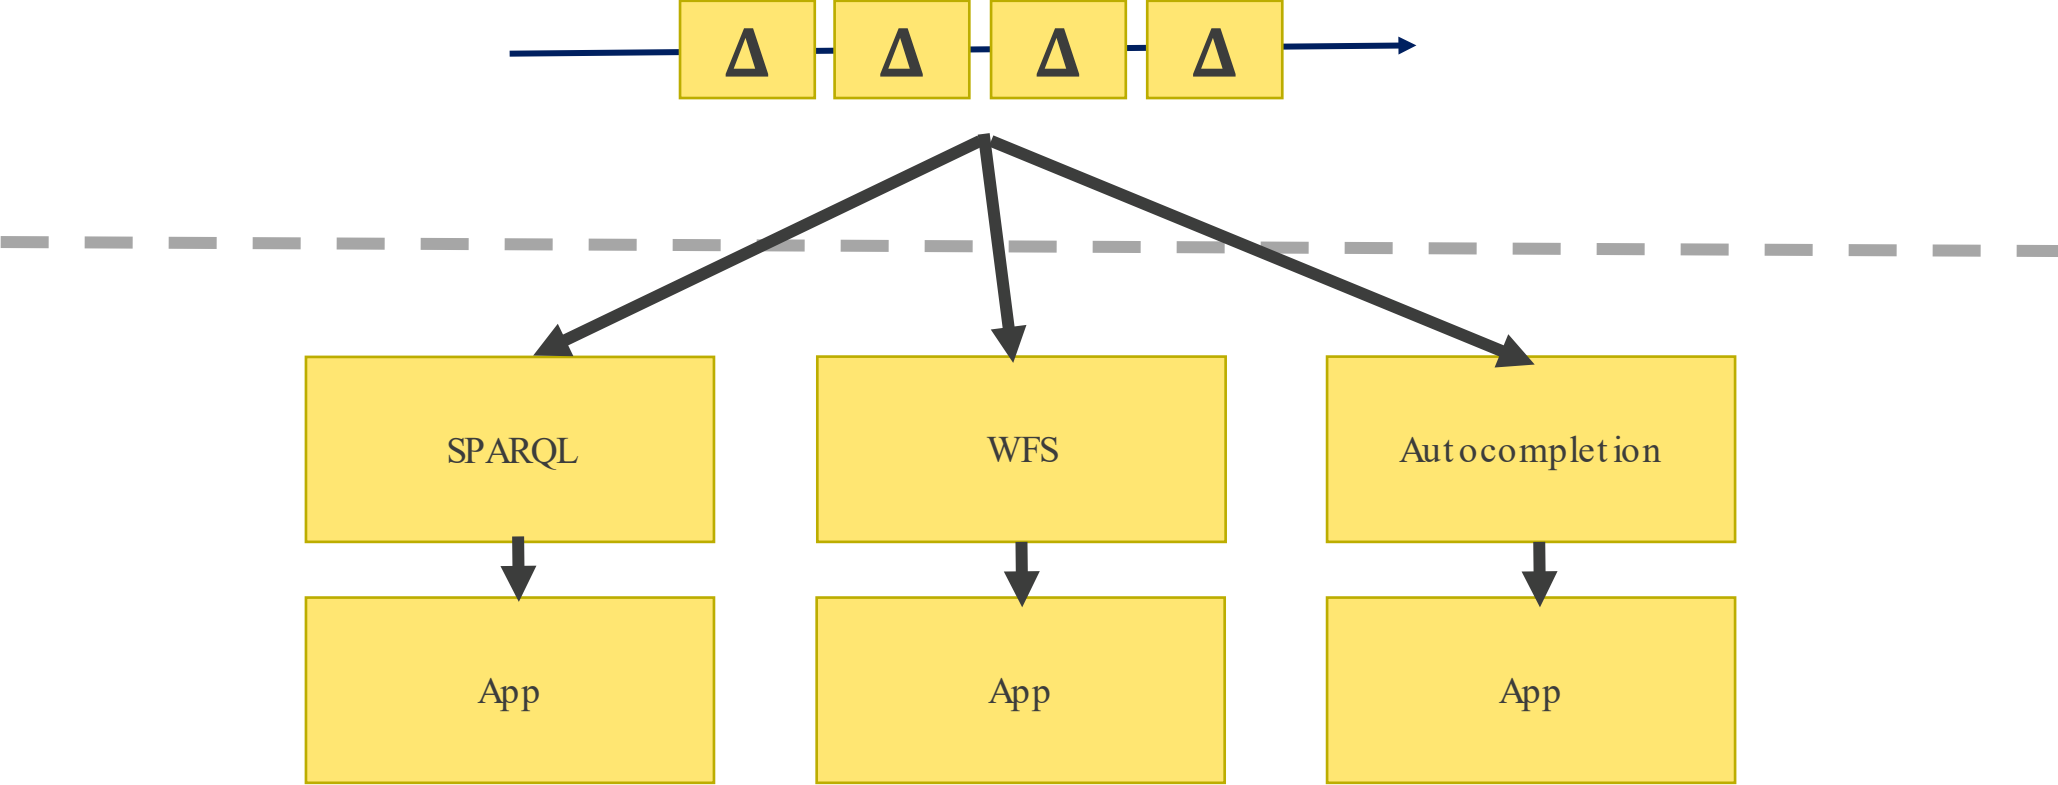 Δ Δ Δ Δ
SPARQL WFS Autocompletion
App App App